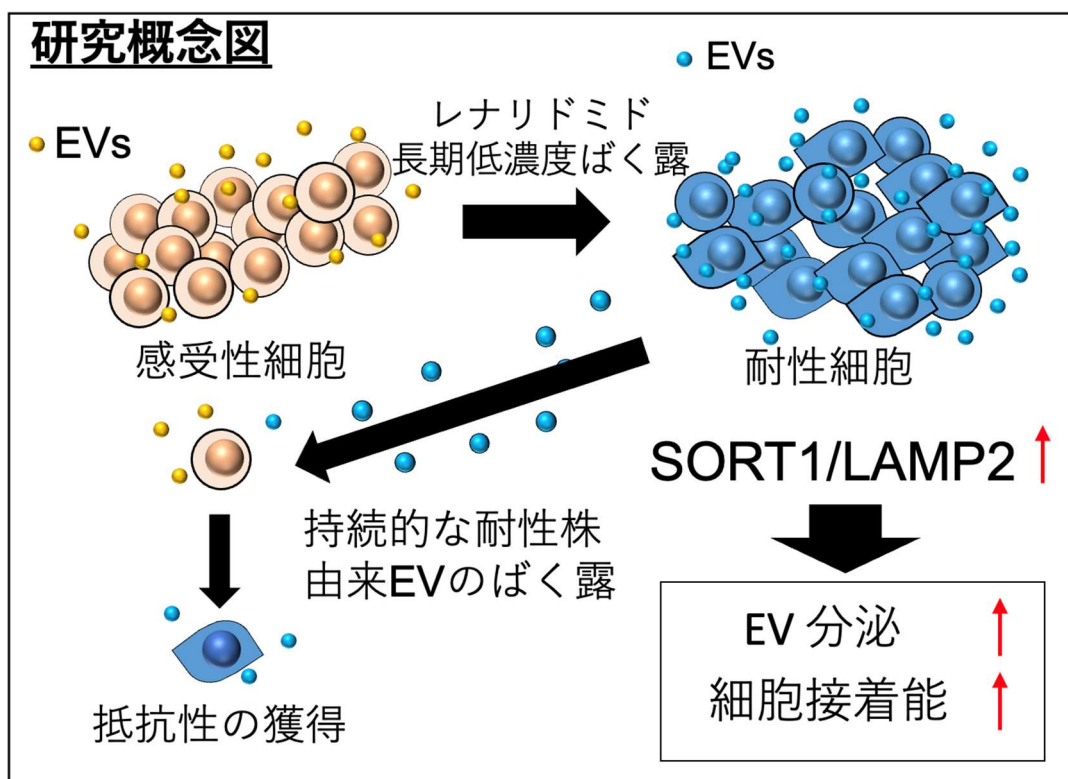 研究概念図
EVs
EVs
レナリドミド
長期低濃度ばく露
感受性細胞
耐性細胞
持続的な耐性株
由来EVのばく露
抵抗性の獲得
SORT1/LAMP2
EV 分泌
細胞接着能